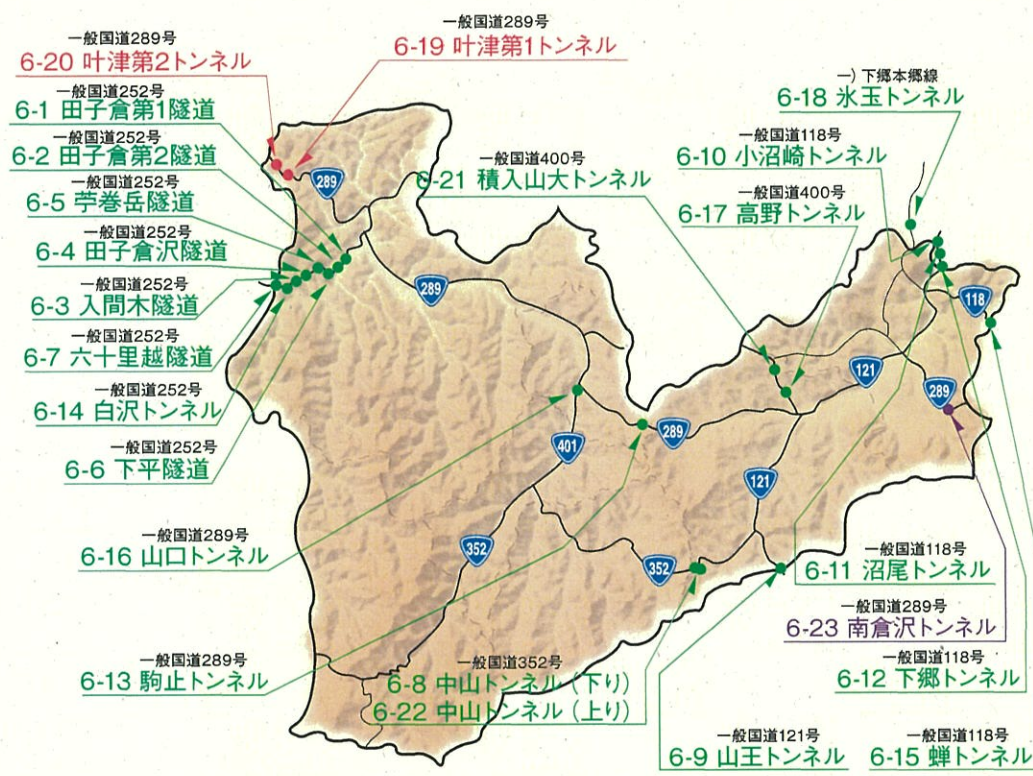 一般国道289号
6-20 叶津第2トンネル
一般国道289号
6-19 叶津第1トンネル
一般国道252号
6-1 田子倉第1隧道
一般国道252号
6-2 田子倉第2隧道
一般国道252号
6-5 苧巻岳隧道
一般国道252号
6-4 田子倉沢隧道
一般国道252号
6-3 入間木隧道
一般国道252号
6-7 六十里越隧道
一般国道252号
6-14 白沢トンネル
一般国道252号
6-6 下平隧道
一般国道289号
6-16 山口トンネル
一般国道289号
6-13 駒止トンネル
一般国道352号
6-8 中山トンネル（下り）
6-22 中山トンネル（上り）
一般国道400号
6-21 積入山大トンネル
一）下郷本郷線
6-18 氷玉トンネル
一般国道118号
6-10 小沼崎トンネル
一般国道400号
6-17 高野トンネル
一般国道118号
6-11 沼尾トンネル
一般国道289号
6-23 南倉沢トンネル
一般国道118号
6-12 下郷トンネル
一般国道121号
6-9 山王トンネル
一般国道118号
6-15 蝉トンネル
289
289
118
121
289
289
401
121
352
352